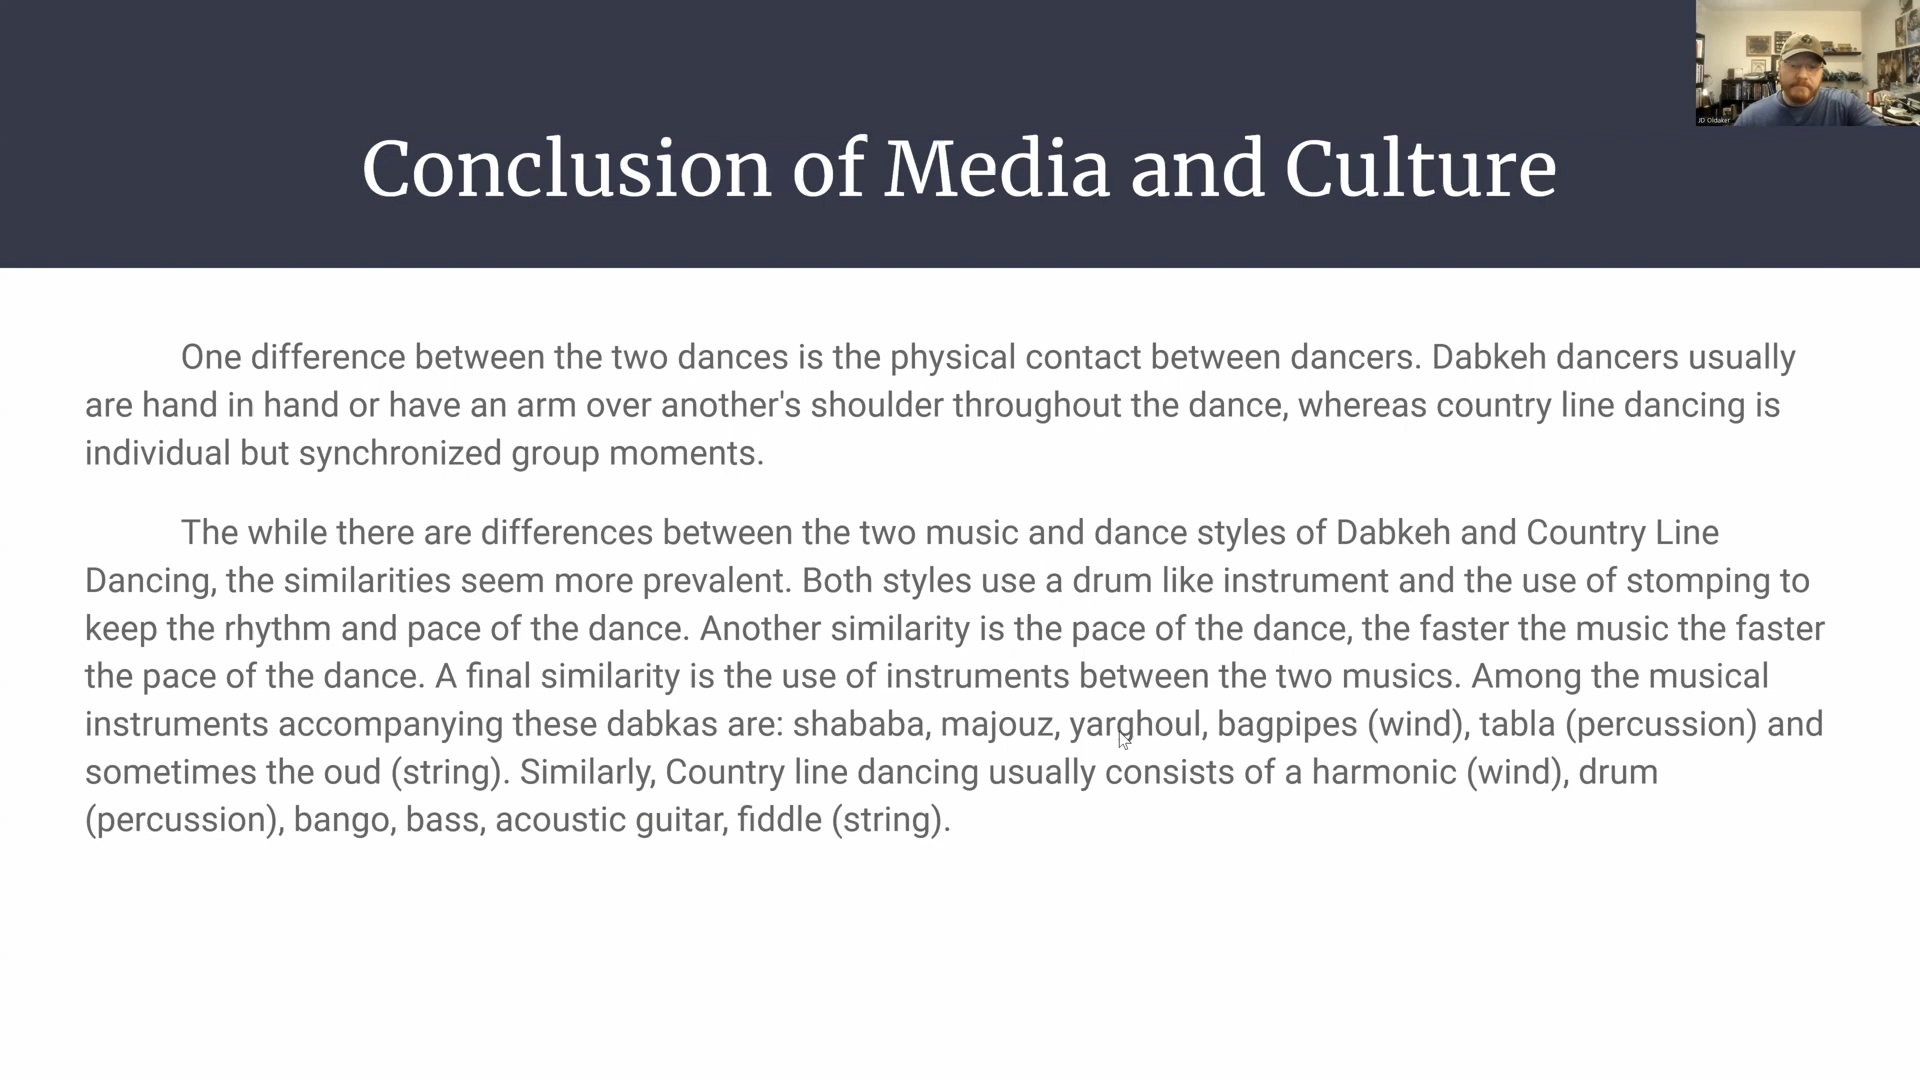 Conclusion of Media and Culture
JD Oldaker
One difference between the two dances is the physical contact between dancers. Dabkeh dancers usually
are hand in hand or have an arm over another's shoulder throughout the dance, whereas country line dancing is
individual but synchronized group moments.
The while there are differences between the two music and dance styles of Dabkeh and Country Line
Dancing, the similarities seem more prevalent. Both styles use a drum like instrument and the use of stomping to
keep the rhythm and pace of the dance. Another similarity is the pace of the dance, the faster the music the faster
the pace of the dance. A final similarity is the use of instruments between the two musics. Among the musical
instruments accompanying these dabkas are: shababa, majouz, yarghoul, bagpipes (wind), tabla (percussion) and
sometimes the oud (string). Similarly, Country line dancing usually consists of a harmonic (wind), drum
(percussion), bango, bass, acoustic guitar, fiddle (string).